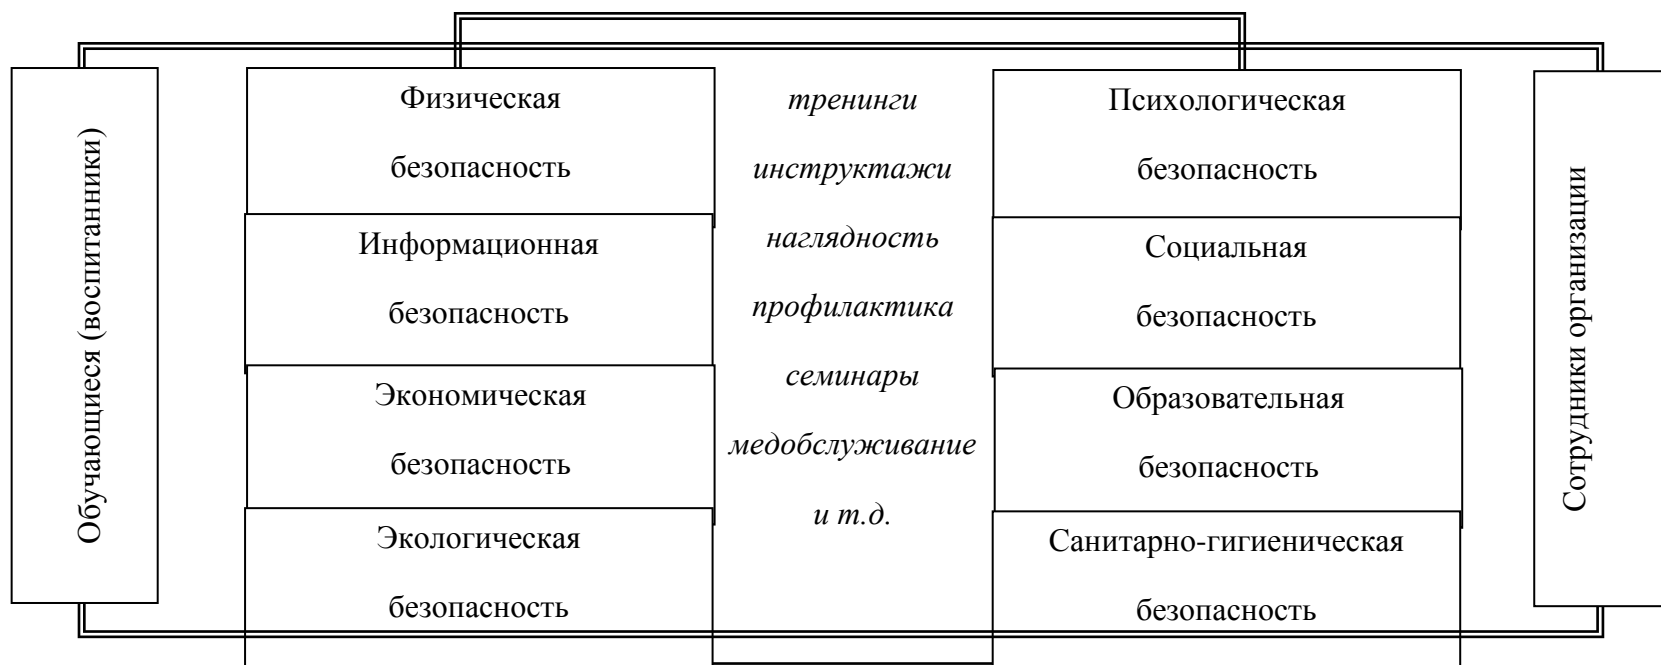 Обучающиеся (воспитанники)
Физическая
безопасность
Информационная
безопасность
Экономическая
безопасность
Экологическая
безопасность
тренинги
инструктажи
наглядность
профилактика
семинары
медобслуживание
и т.д.
Психологическая
безопасность
Социальная
безопасность
Образовательная
безопасность
Санитарно-гигиеническая
безопасность
Сотрудники организации